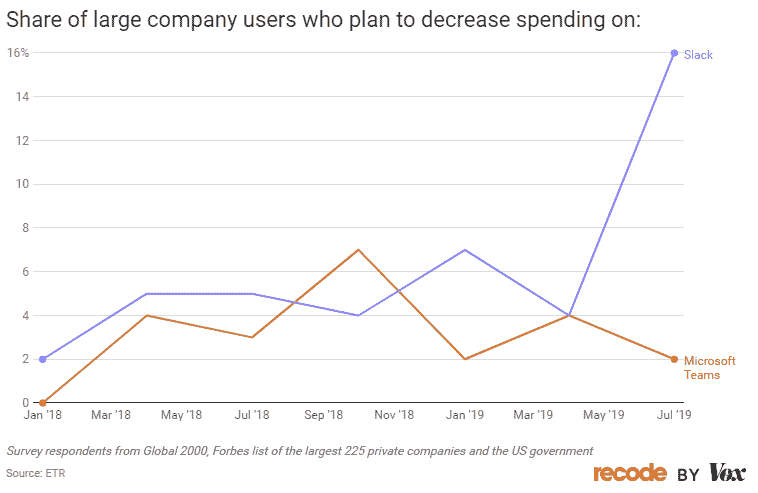 Share of large company users who plan to decrease spending on:
16%
14
12
10
8
6
4
2
0
Slack
Microsoft
Teams
Jan '18
Mar '18
May '18
Jul '18
Sep '18
Nov '18
Jan '19
Mar '19
May '19
Jul '19
Survey respondents from Global 2000, Forbes list of the largest 225 private companies and the US government
Source: ETR
recode BY Vox